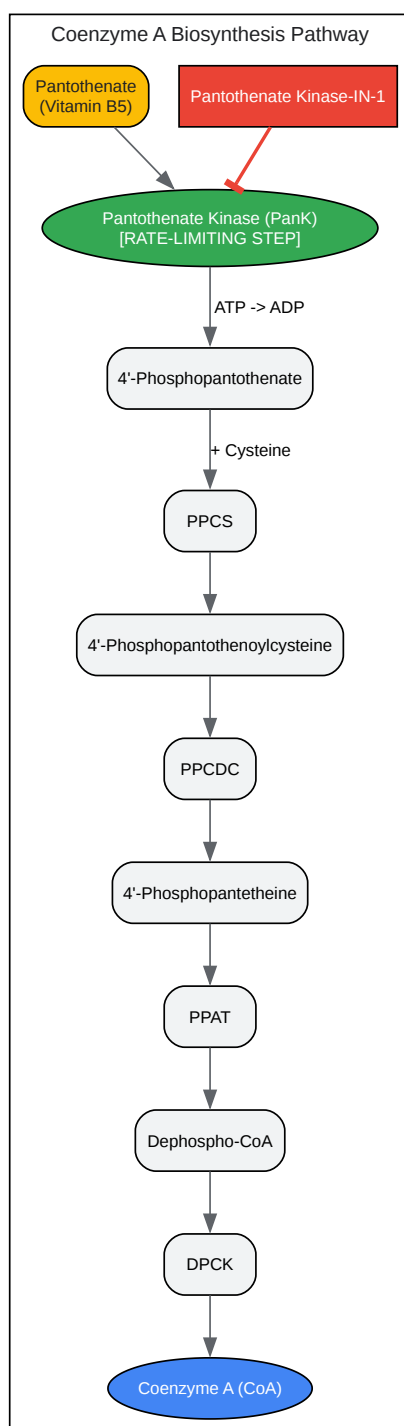 Coenzyme A Biosynthesis Pathway
Pantothenate
(Vitamin B5)
Pantothenate Kinase-IN-1
Pantothenate Kinase (PanK)
[RATE-LIMITING STEP]
ATP -> ADP
4'-Phosphopantothenate
+ Cysteine
PPCS
4'-Phosphopantothenoylcysteine
PPCDC
4'-Phosphopantetheine
PPAT
Dephospho-CoA
DPCK
Coenzyme A (CoA)